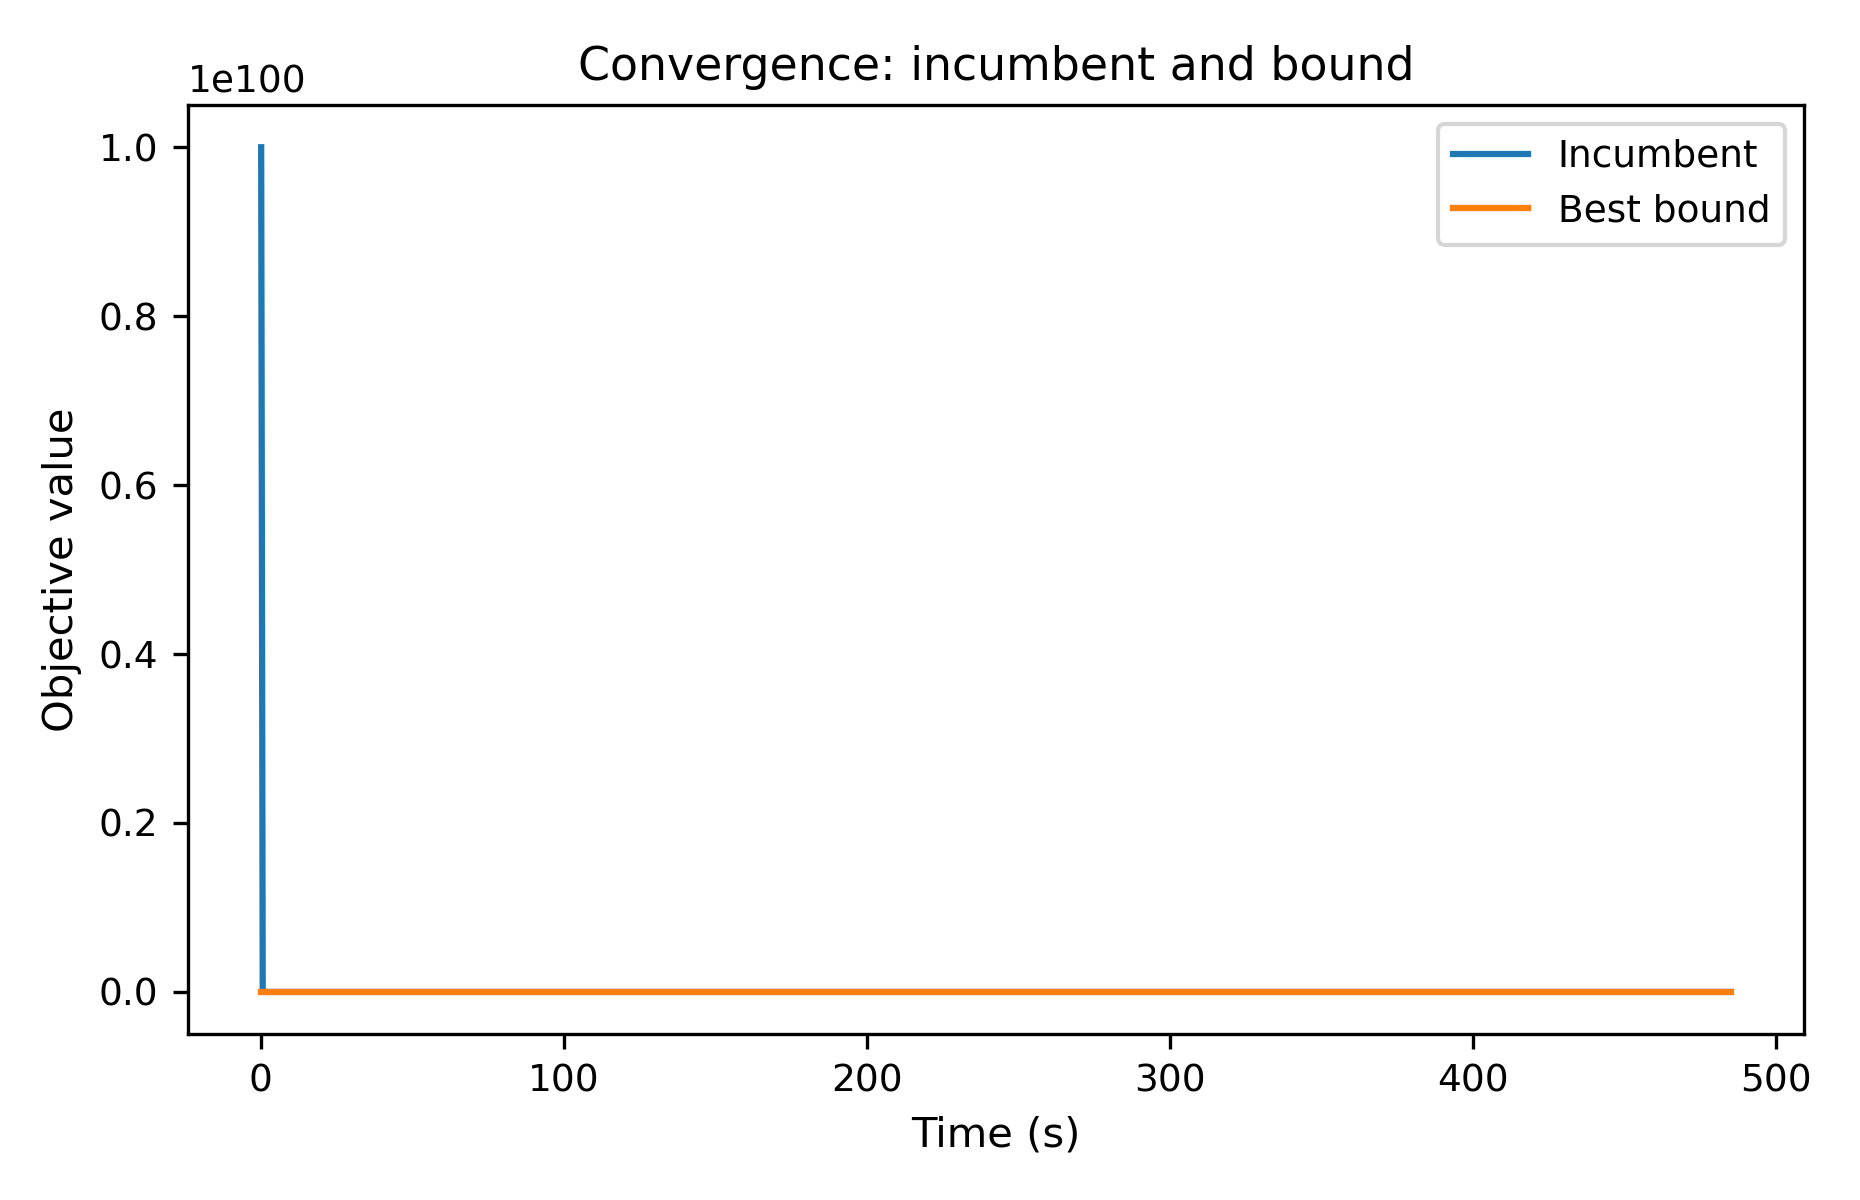 Convergence: incumbent and bound
1e100
1.0
0.8
0.6
0.4
0.2
0.0
Objective value
Incumbent
Best bound
0 100 200 300 400 500
Time (s)